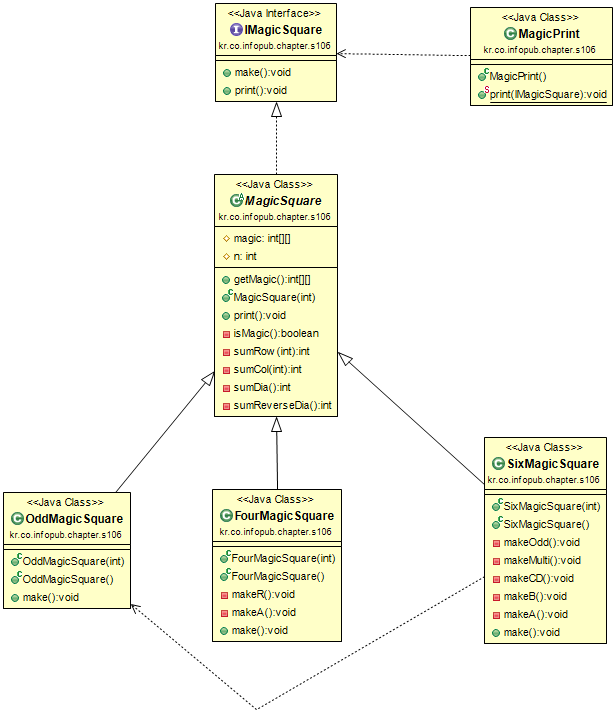 <<Java Interface>>
IMagicSquare
kr.co.infopub.chapter.s106
make():void
print():void
<<Java Class>>
MagicPrint
kr.co.infopub.chapter.s106
MagicPrint()
print(IMagicSquare):void
<<Java Class>>
MagicSquare
kr.co.infopub.chapter.s106
magic: int[][]
n: int
getMagic():int[][]
MagicSquare(int)
print():void
isMagic():boolean
sumRow(int):int
sumCol(int):int
sumDia():int
sumReverseDia():int
<<Java Class>>
OddMagicSquare
kr.co.infopub.chapter.s106
OddMagicSquare(int)
OddMagicSquare()
make():void
<<Java Class>>
FourMagicSquare
kr.co.infopub.chapter.s106
FourMagicSquare(int)
FourMagicSquare()
makeR():void
makeA():void
make():void
<<Java Class>>
SixMagicSquare
kr.co.infopub.chapter.s106
SixMagicSquare(int)
SixMagicSquare()
makeOdd():void
makeMulti():void
makeCD():void
makeB():void
makeA():void
make():void